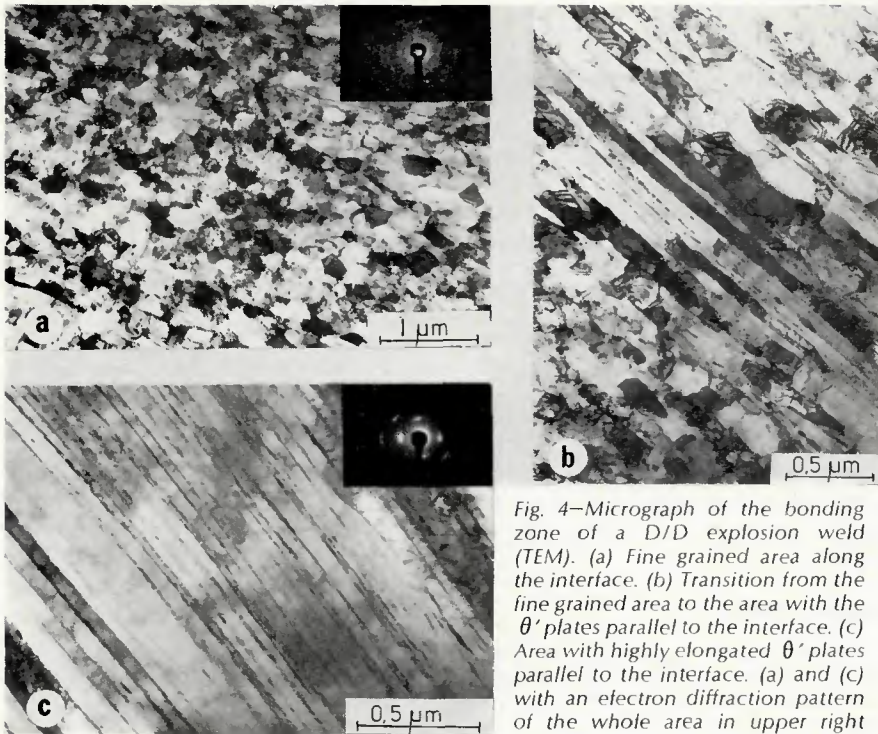 a
1 μm
b
0,5 μm
c
0,5 μm
Fig. 4—Micrograph of the bonding
zone of a D/D explosion weld
(TEM). (a) Fine grained area along
the interface. (b) Transition from the
fine grained area to the area with the
θ′ plates parallel to the interface. (c)
Area with highly elongated θ′ plates
parallel to the interface. (a) and (c)
with an electron diffraction pattern
of the whole area in upper right